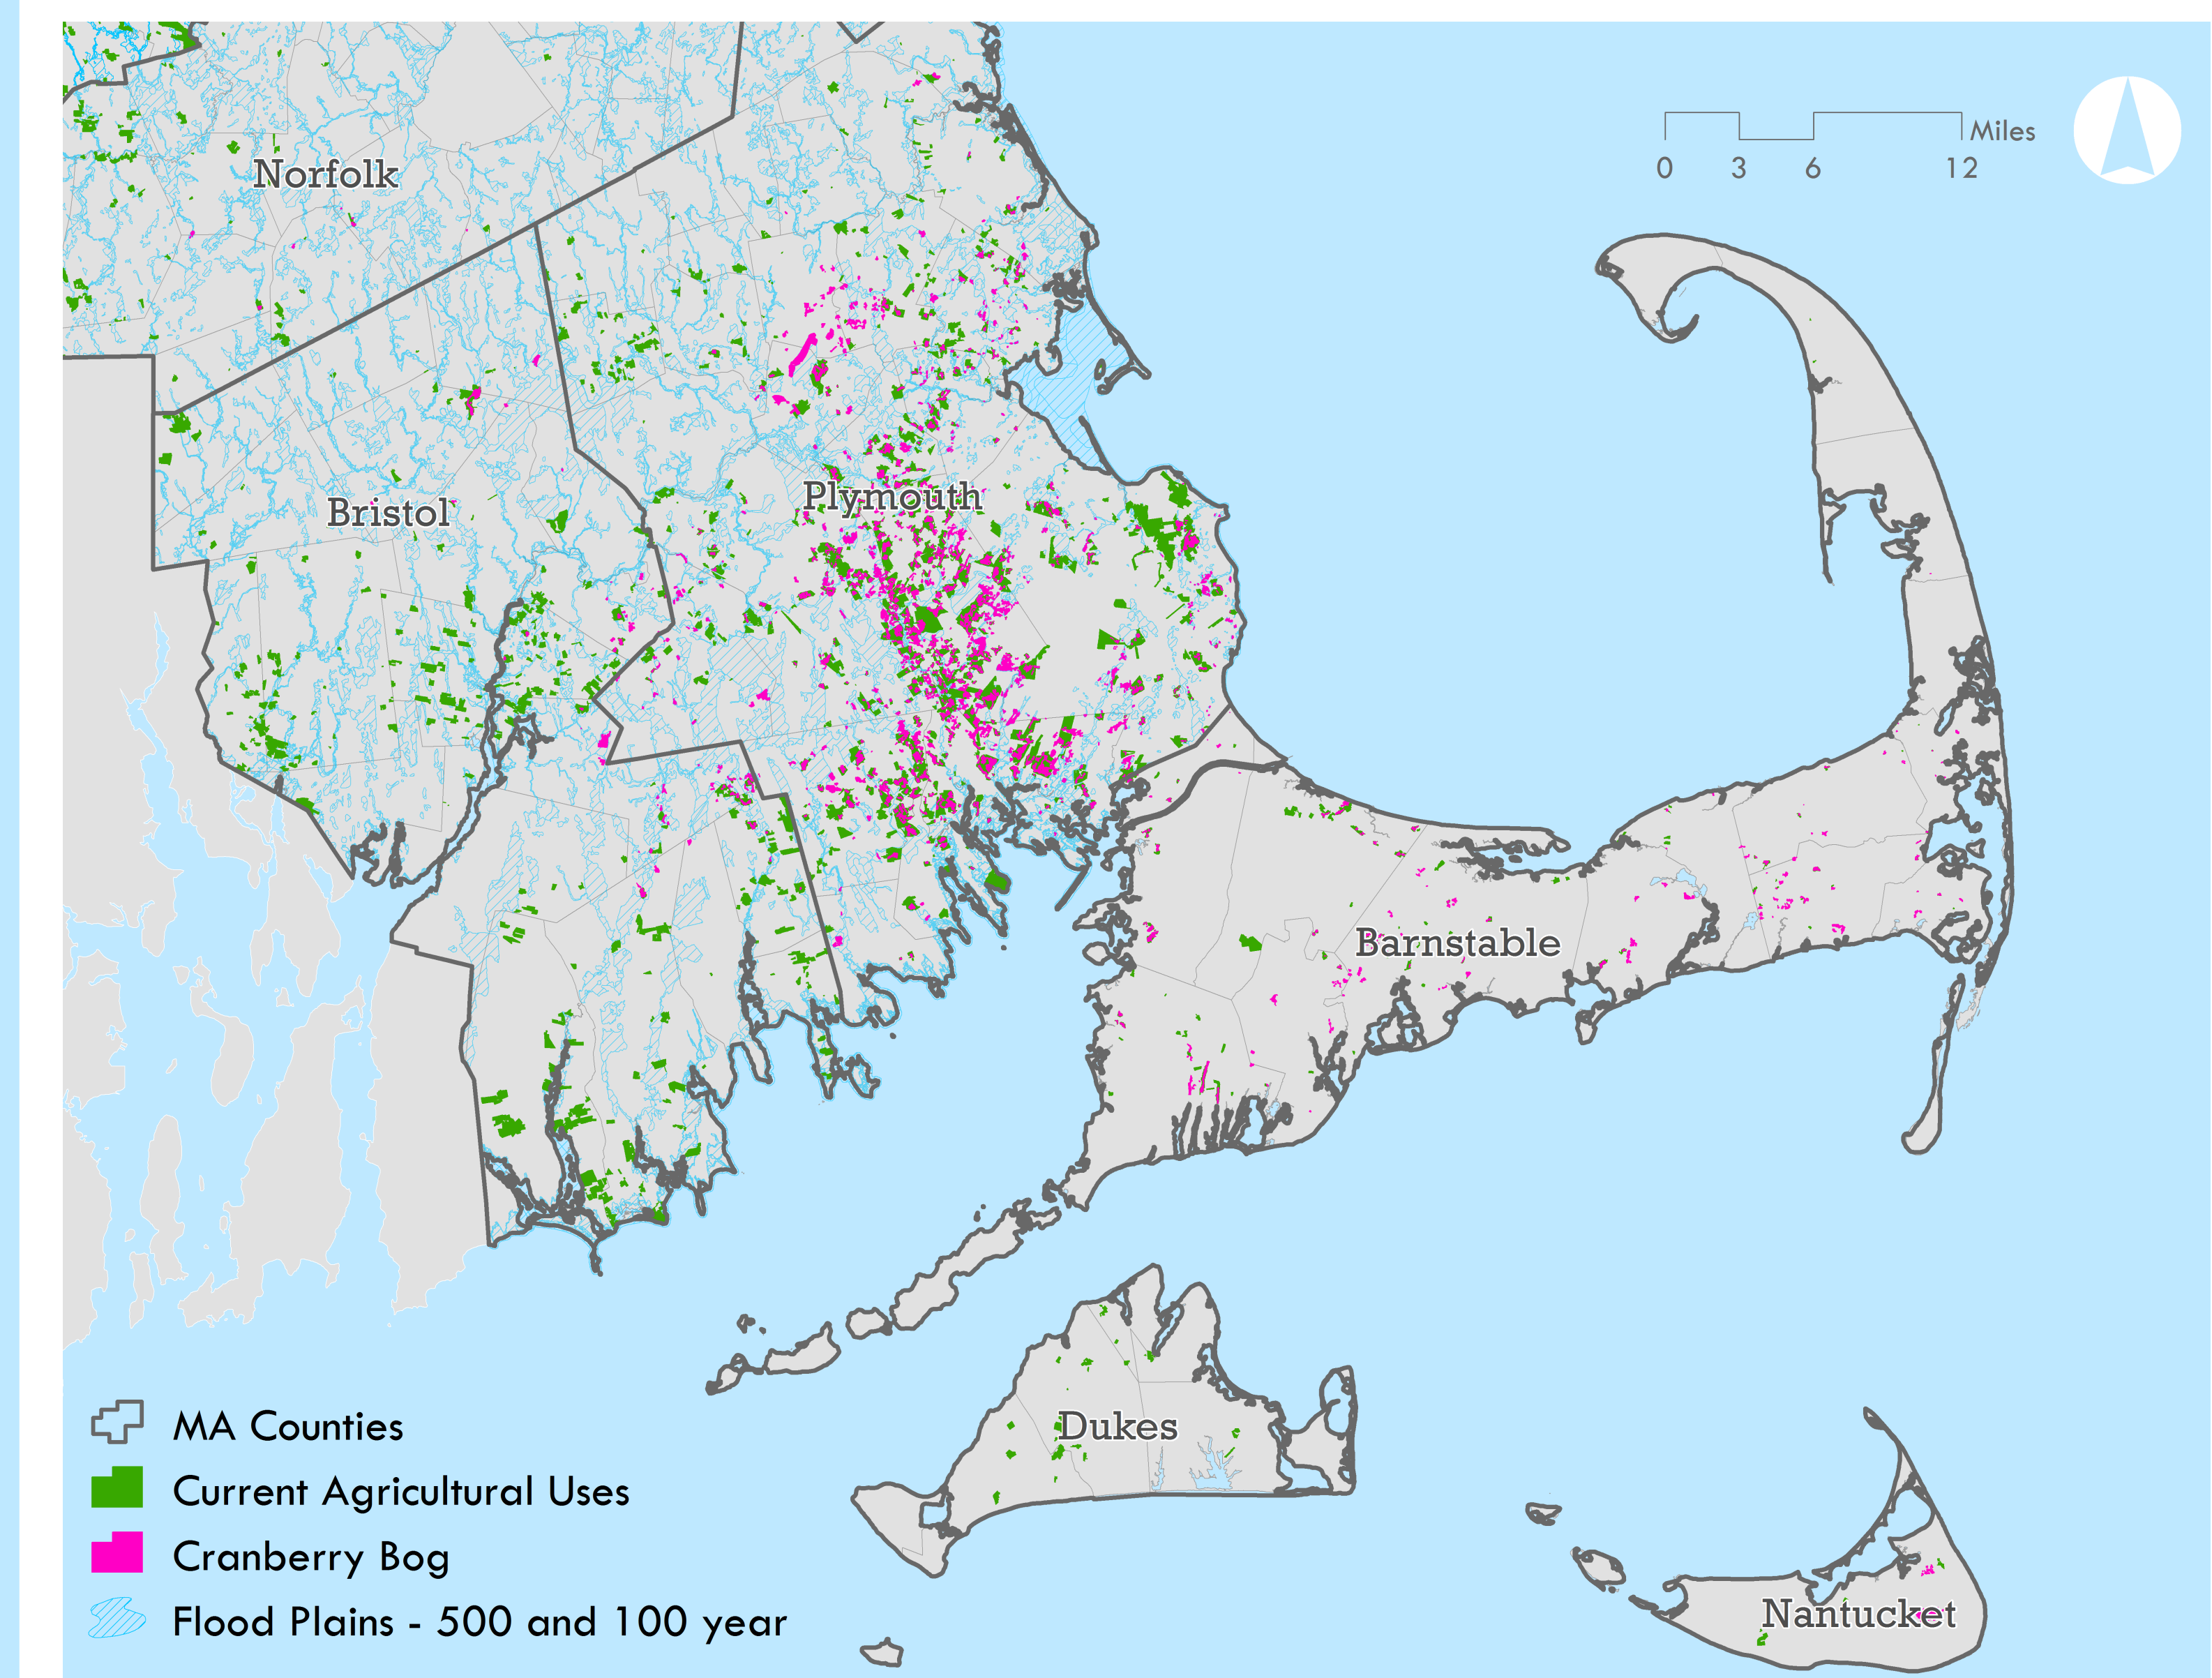 Miles
0 3 6 12
Norfolk
Bristol
Plymouth
Barnstable
Dukes
Nantucket
MA Counties
Current Agricultural Uses
Cranberry Bog
Flood Plains - 500 and 100 year